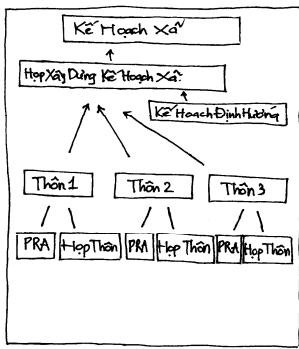 Kế Hoạch Xã
Họp Xây Dựng Kế Hoạch Xã
Kế Hoạch Định Hướng
Thôn 1 Thôn 2 Thôn 3
PRA Họp Thôn PRA Họp Thôn PRA Họp Thôn